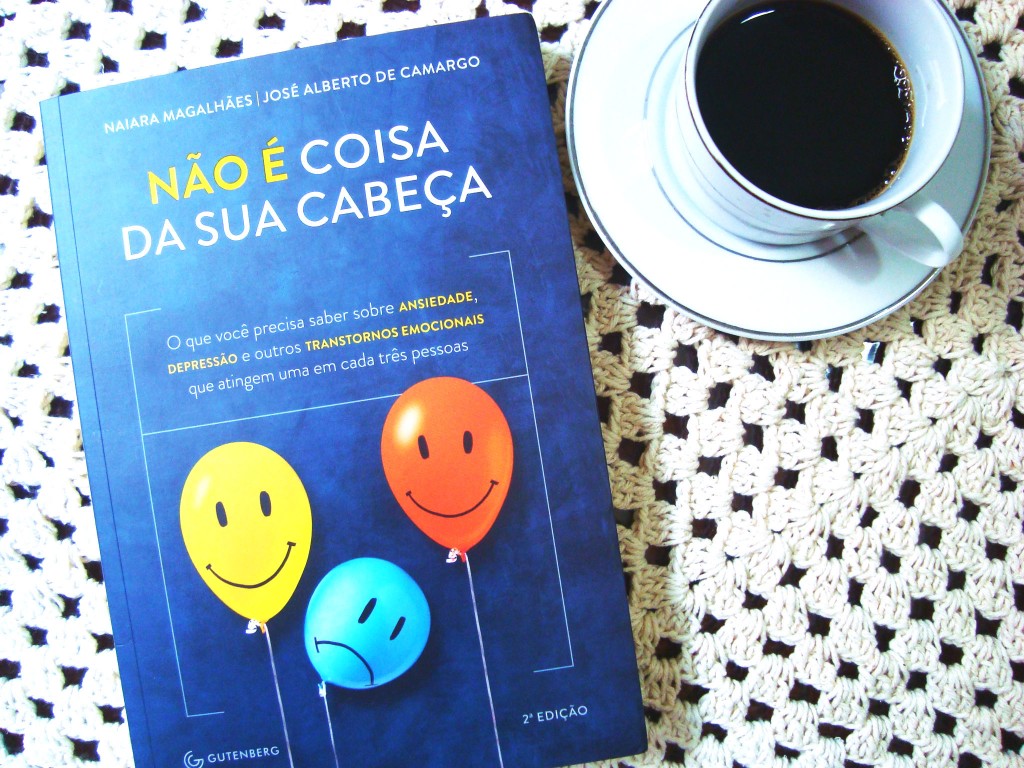 NAIARA MAGALHÃES | JOSÉ ALBERTO DE CAMARGO
NÃO É COISA
DA SUA CABEÇA
O que você precisa saber sobre ANSIEDADE,
DEPRESSÃO e outros TRANSTORNOS EMOCIONAIS
que atingem uma em cada três pessoas
2ª EDIÇÃO
GUTENBERG